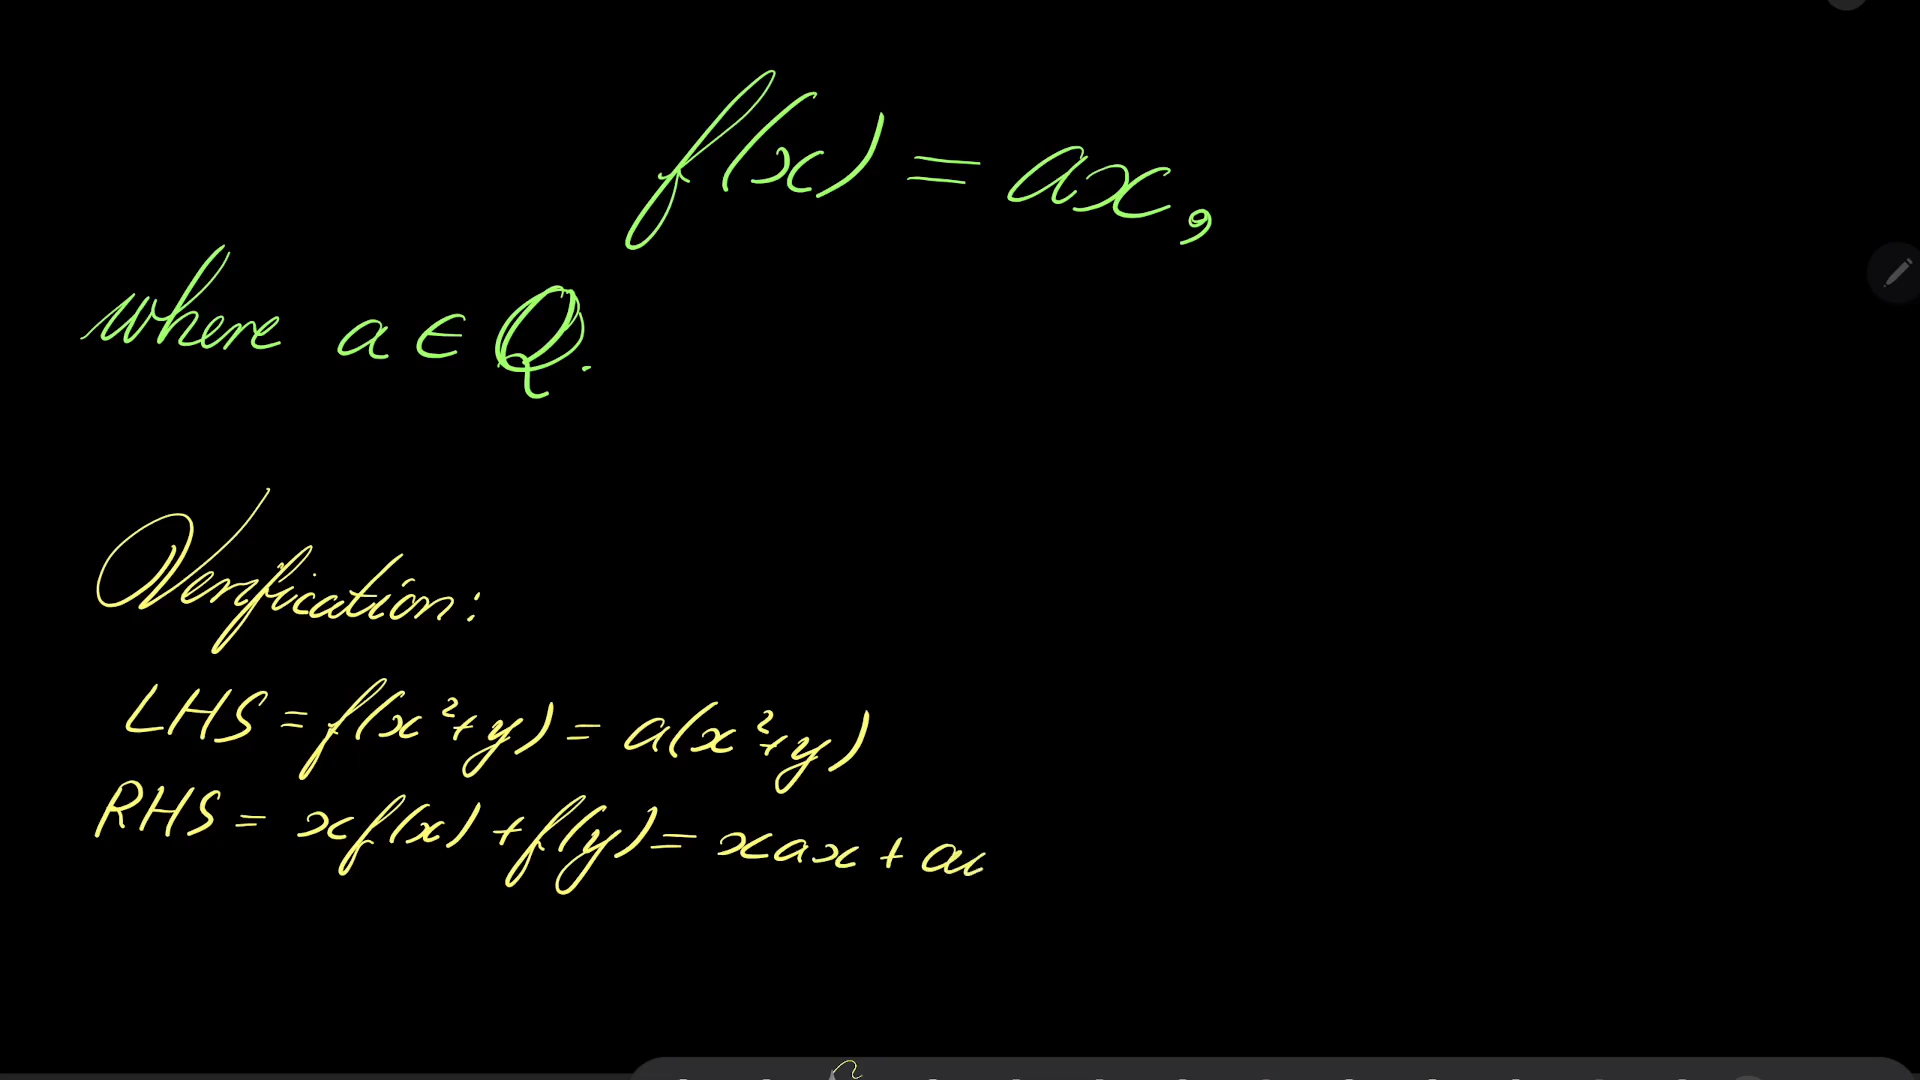 f(x) = ax,
where a ∈ Q.
Verification:
LHS = f(x²+y) = a(x²+y)
RHS = xf(x) + f(y) = xax + a